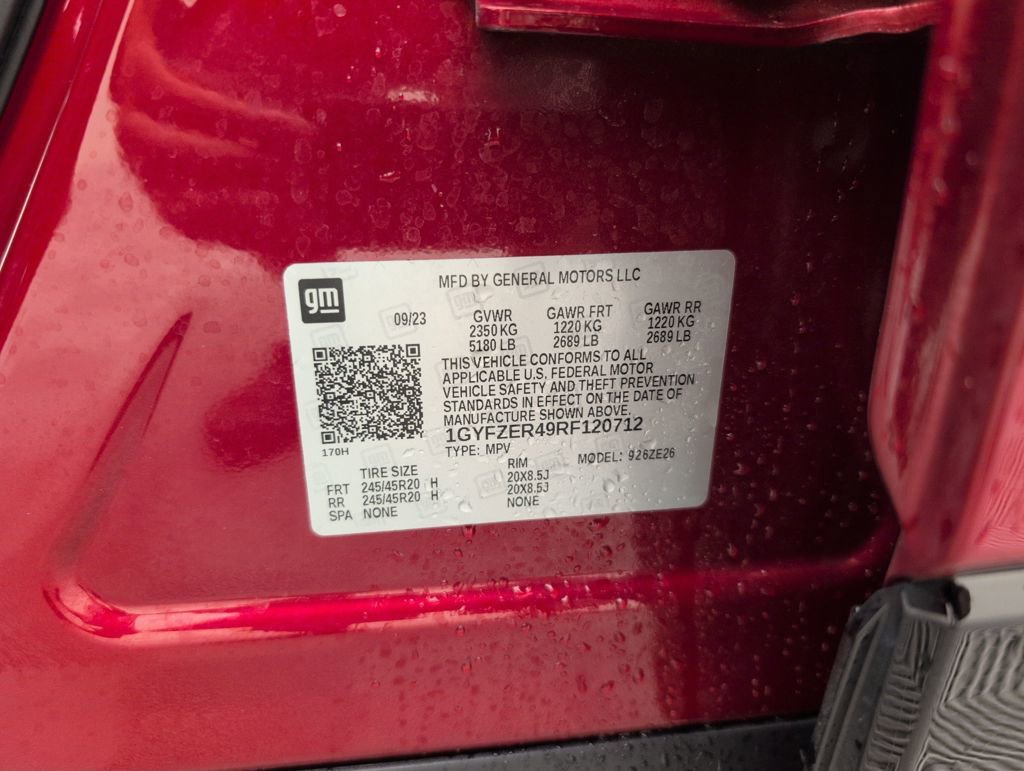 gm
MFD BY GENERAL MOTORS LLC
09/23
GVWR GAWR FRT GAWR RR
2350 KG 1220 KG 1220 KG
5180 LB 2689 LB 2689 LB
THIS VEHICLE CONFORMS TO ALL
APPLICABLE U.S. FEDERAL MOTOR
VEHICLE SAFETY AND THEFT PREVENTION
STANDARDS IN EFFECT ON THE DATE OF
MANUFACTURE SHOWN ABOVE.
1GYFZER49RF120712
170H
TYPE: MPV MODEL: 926ZE26
TIRE SIZE RIM
FRT 245/45R20 H 20X8.5J
RR 245/45R20 H 20X8.5J
SPA NONE NONE